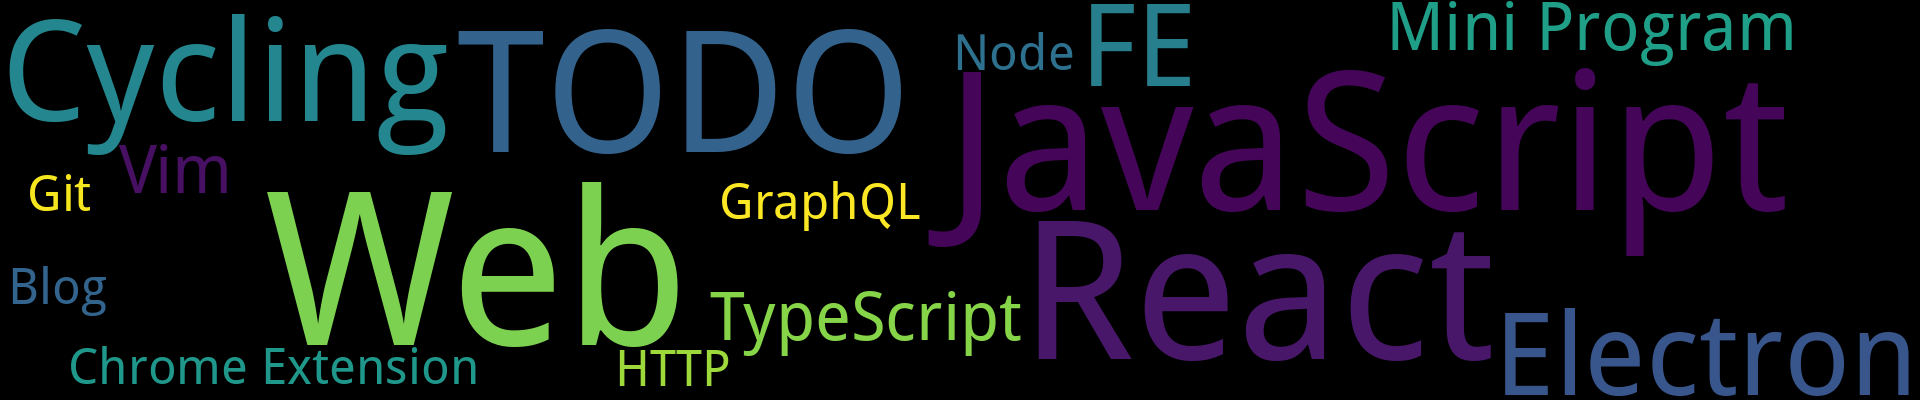 Cycling
TODO
Node
FE
Mini Program
JavaScript
Vim
Git
Web
GraphQL
React
Blog
TypeScript
Electron
Chrome Extension
HTTP